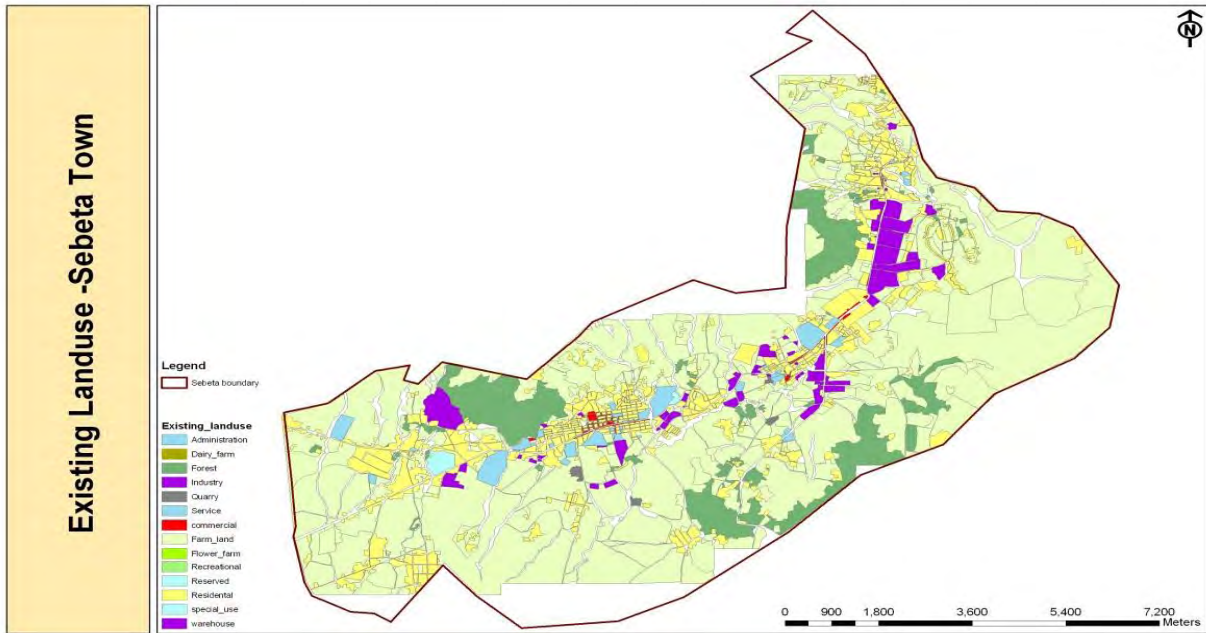 Existing Landuse -Sebeta Town
N
Legend
Sebeta boundary
Existing_landuse
Administration
Dairy_farm
Forest
Industry
Quarry
Service
commercial
Farm_land
Flower_farm
Recreational
Reserved
Residental
special_use
warehouse
0 900 1,800 3,600 5,400 7,200
Meters